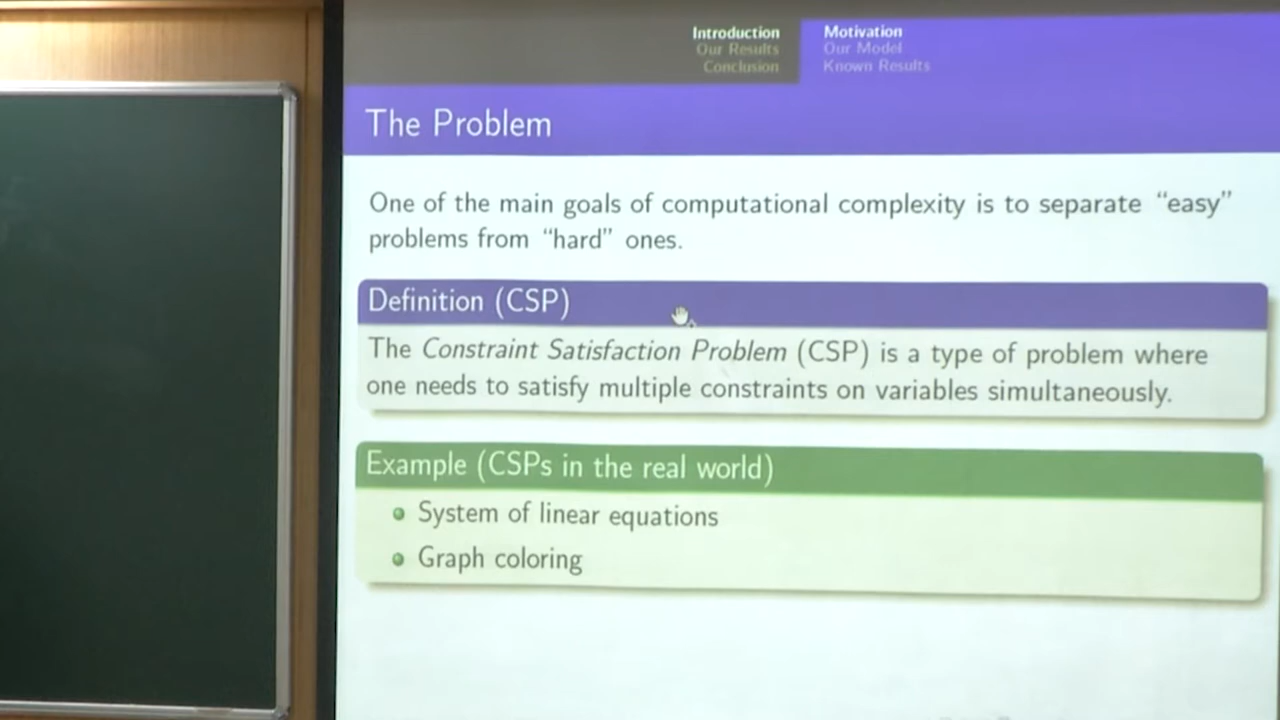 Introduction
Our Results
Conclusion
Motivation
Our Model
Known Results
The Problem
One of the main goals of computational complexity is to separate “easy”
problems from “hard” ones.
Definition (CSP)
The Constraint Satisfaction Problem (CSP) is a type of problem where
one needs to satisfy multiple constraints on variables simultaneously.
Example (CSPs in the real world)
System of linear equations
Graph coloring